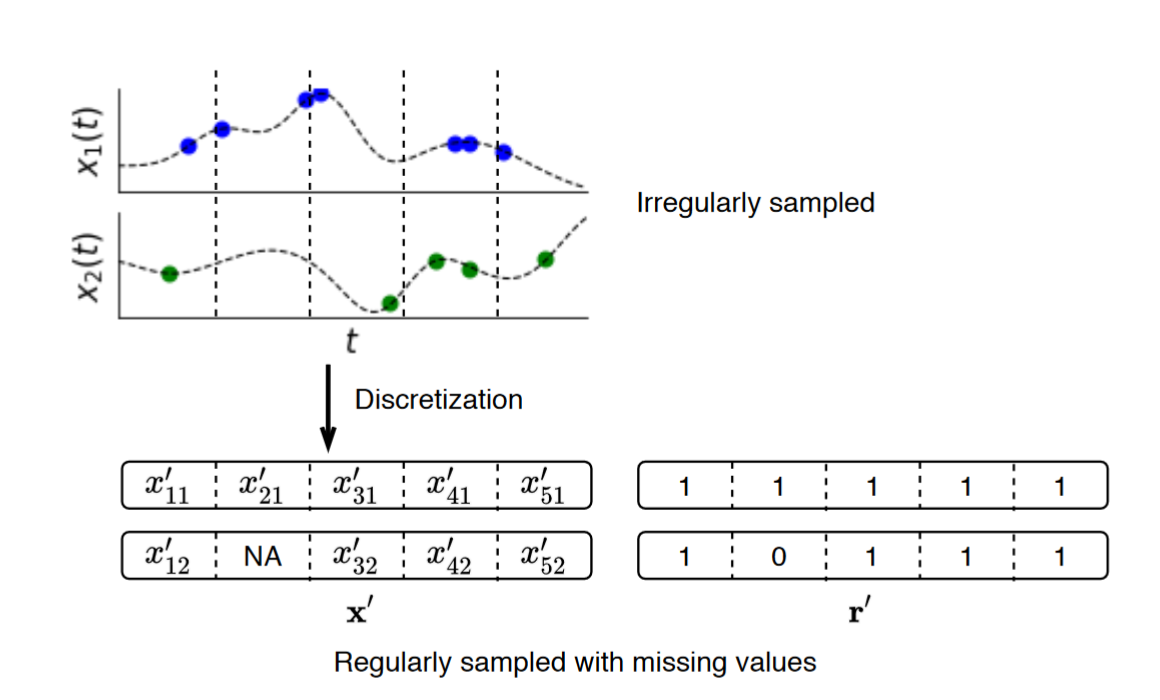 x₁(t)
Irregularly sampled
x₂(t)
t
Discretization
x′₁₁ x′₂₁ x′₃₁ x′₄₁ x′₅₁ 1 1 1 1 1
x′₁₂ NA x′₃₂ x′₄₂ x′₅₂ 1 0 1 1 1
x′ r′
Regularly sampled with missing values